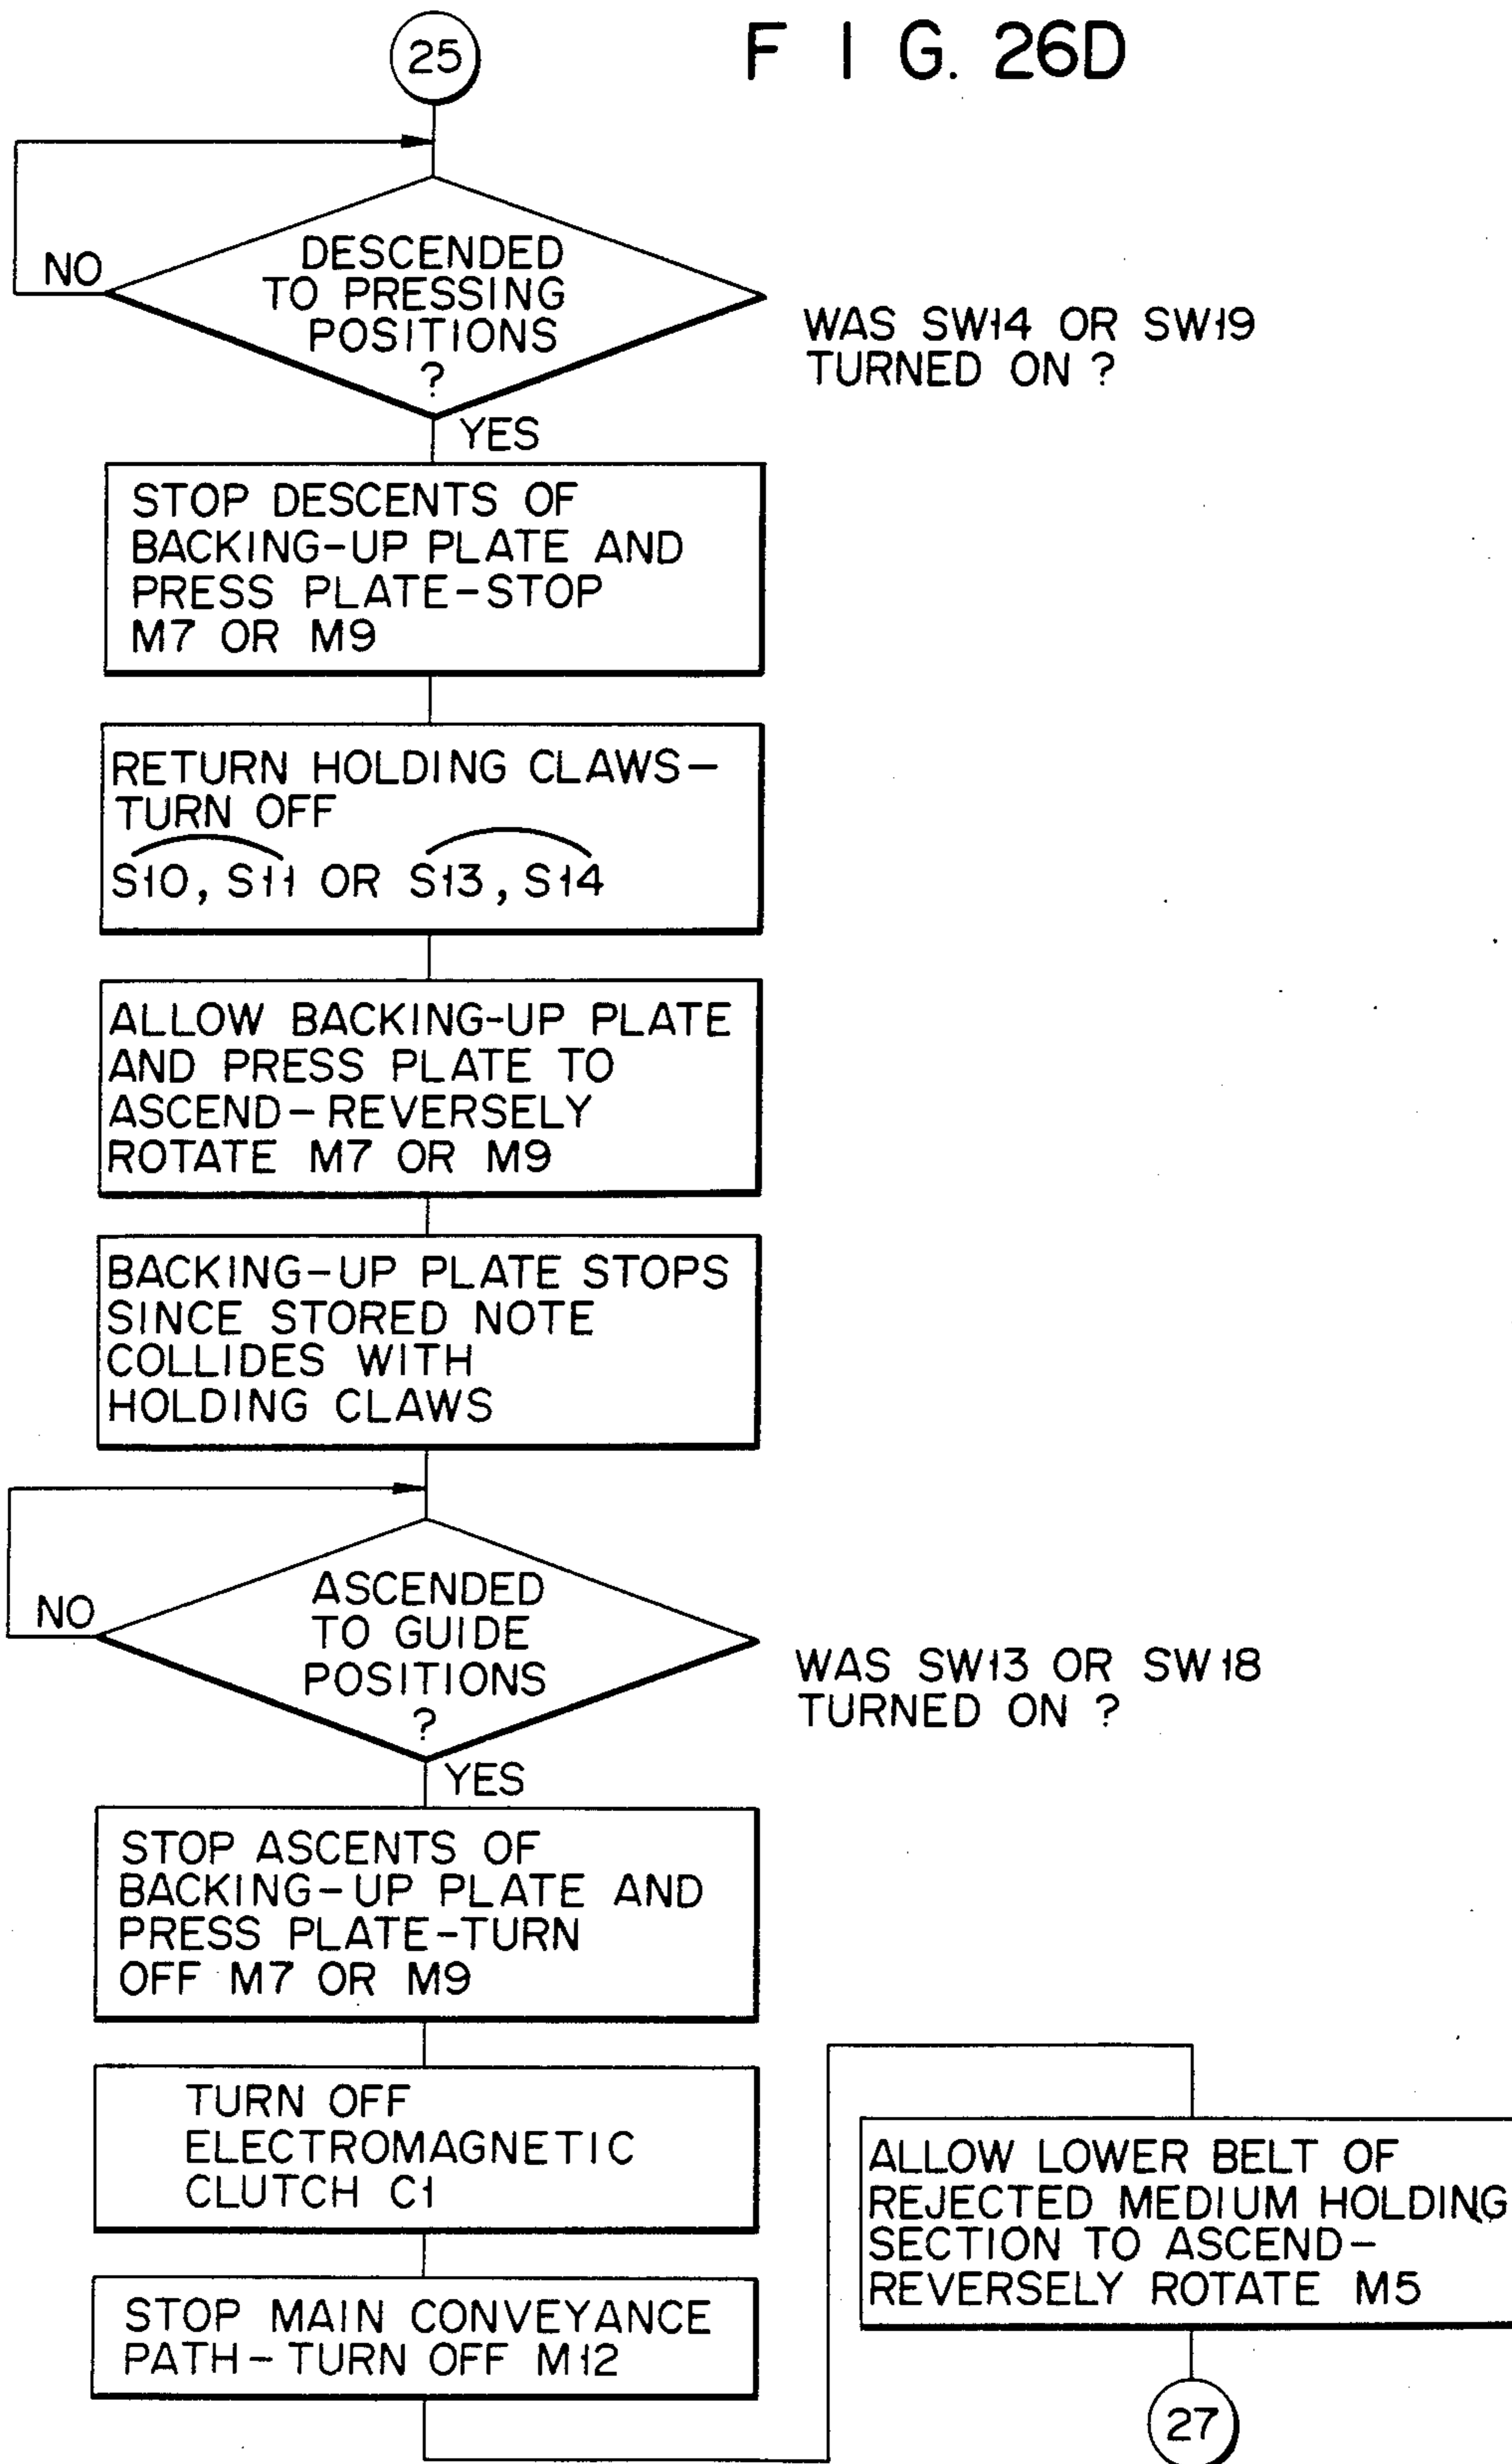 25
F I G. 26D
DESCENDED
TO PRESSING
POSITIONS
?
NO
WAS SW14 OR SW19
TURNED ON ?
YES
STOP DESCENTS OF
BACKING-UP PLATE AND
PRESS PLATE-STOP
M7 OR M9
RETURN HOLDING CLAWS-
TURN OFF
S10, S11 OR S13, S14
ALLOW BACKING-UP PLATE
AND PRESS PLATE TO
ASCEND-REVERSELY
ROTATE M7 OR M9
BACKING-UP PLATE STOPS
SINCE STORED NOTE
COLLIDES WITH
HOLDING CLAWS
ASCENDED
TO GUIDE
POSITIONS
?
NO
WAS SW13 OR SW18
TURNED ON ?
YES
STOP ASCENTS OF
BACKING-UP PLATE AND
PRESS PLATE-TURN
OFF M7 OR M9
TURN OFF
ELECTROMAGNETIC
CLUTCH C1
STOP MAIN CONVEYANCE
PATH-TURN OFF M12
ALLOW LOWER BELT OF
REJECTED MEDIUM HOLDING
SECTION TO ASCEND-
REVERSELY ROTATE M5
27